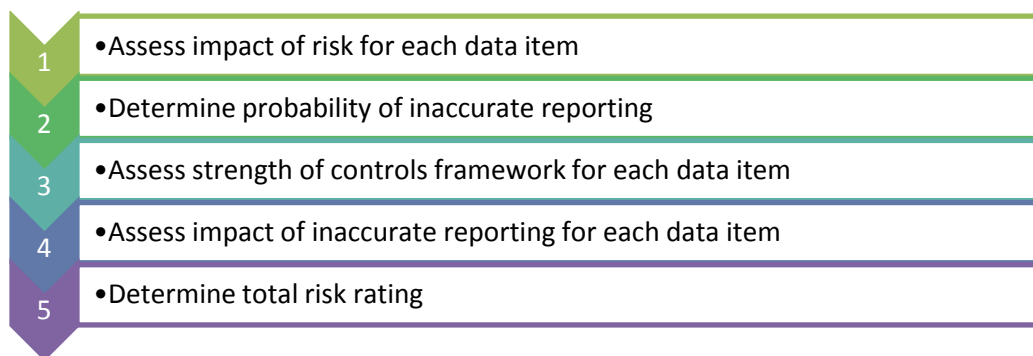 1 •Assess impact of risk for each data item
2 •Determine probability of inaccurate reporting
3 •Assess strength of controls framework for each data item
4 •Assess impact of inaccurate reporting for each data item
5 •Determine total risk rating